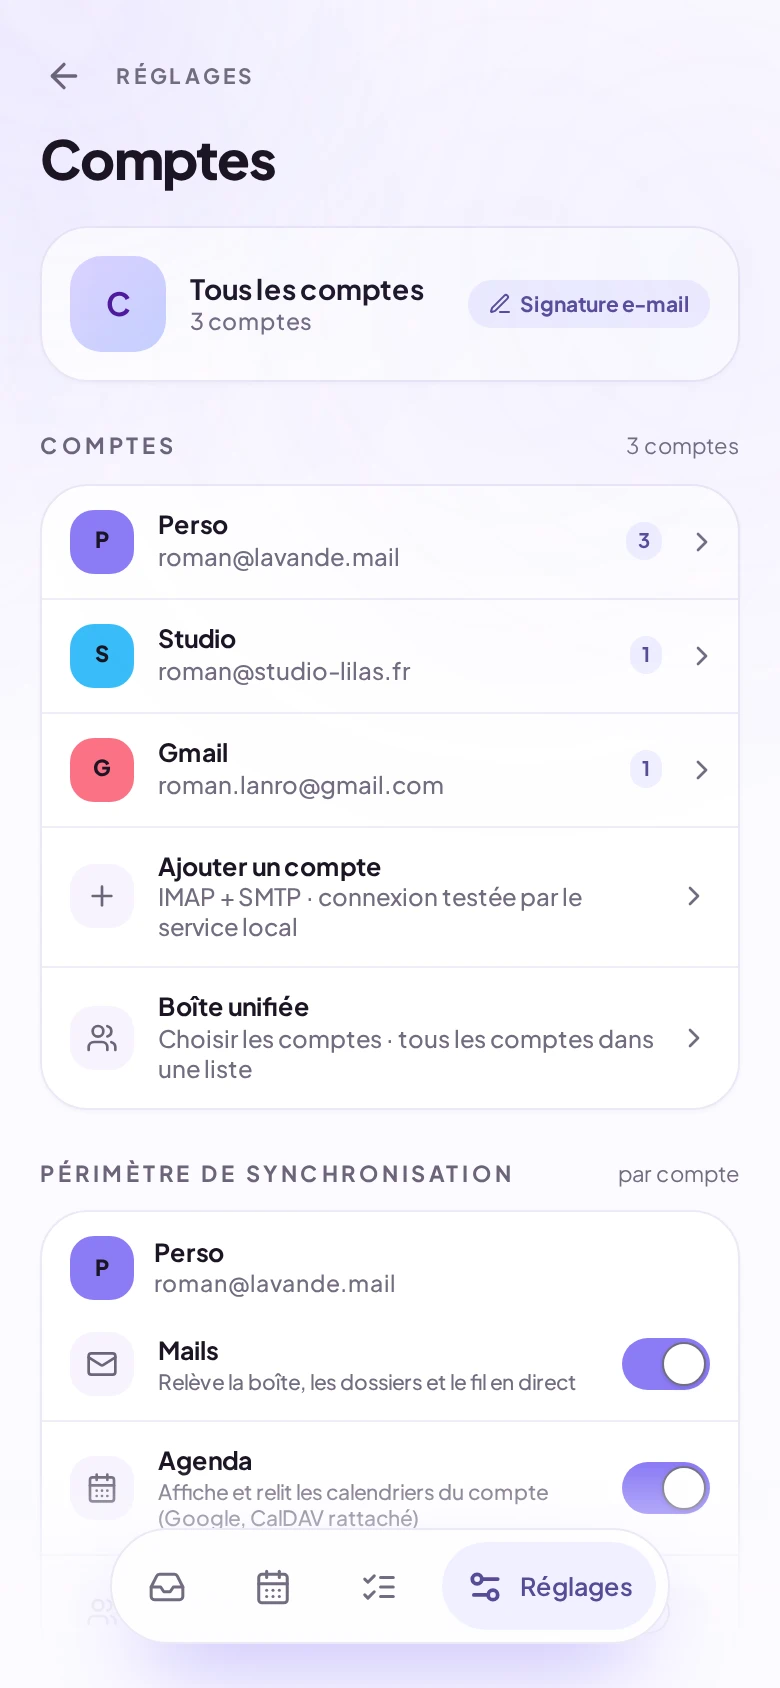 RÉGLAGES
Comptes
C
Tous les comptes
3 comptes
Signature e-mail
COMPTES
3 comptes
P
Perso
roman@lavande.mail
3
S
Studio
roman@studio-lilas.fr
1
G
Gmail
roman.lanro@gmail.com
1
Ajouter un compte
IMAP + SMTP · connexion testée par le
service local
Boîte unifiée
Choisir les comptes · tous les comptes dans
une liste
PÉRIMÈTRE DE SYNCHRONISATION
par compte
P
Perso
roman@lavande.mail
Mails
Relève la boîte, les dossiers et le fil en direct
Agenda
Affiche et relit les calendriers du compte
(Google, CalDAV rattaché)
Réglages